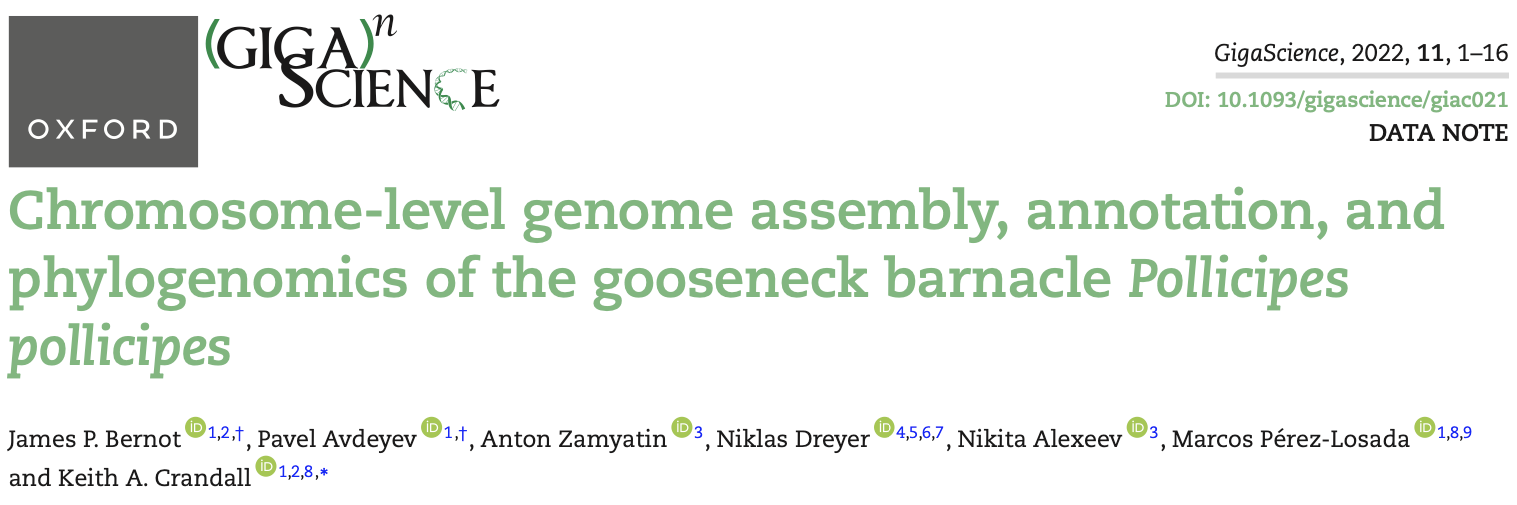 (GIGA)n
SCIENCE
OXFORD
GigaScience, 2022, 11, 1–16
DOI: 10.1093/gigascience/giac021
DATA NOTE
Chromosome-level genome assembly, annotation, and
phylogenomics of the gooseneck barnacle Pollicipes
pollicipes
James P. Bernot iD 1,2,†, Pavel Avdeyev iD 1,†, Anton Zamyatin iD 3, Niklas Dreyer iD 4,5,6,7, Nikita Alexeev iD 3, Marcos Pérez-Losada iD 1,8,9
and Keith A. Crandall iD 1,2,8,*